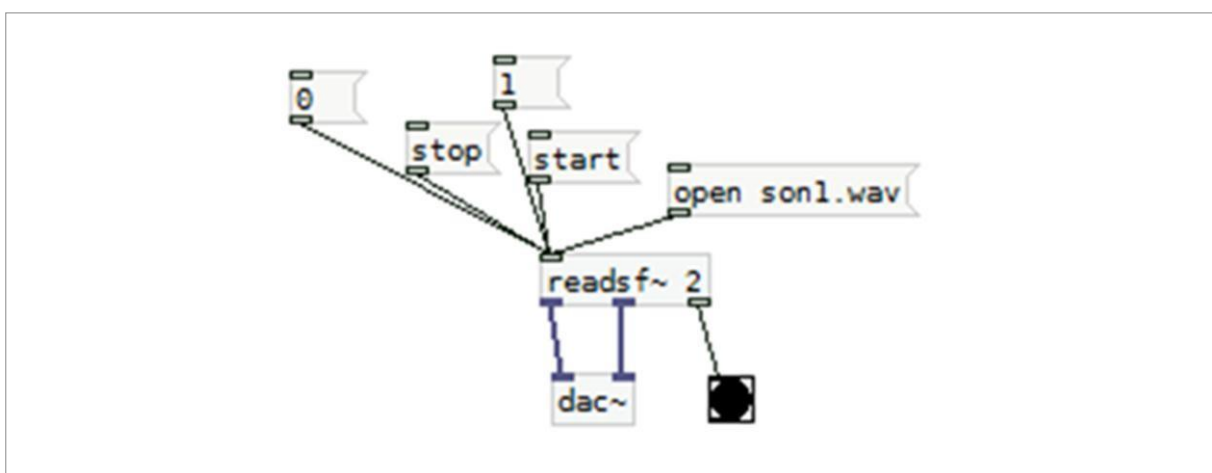 1
0
stop
start
open son1.wav
readsf~ 2
dac~